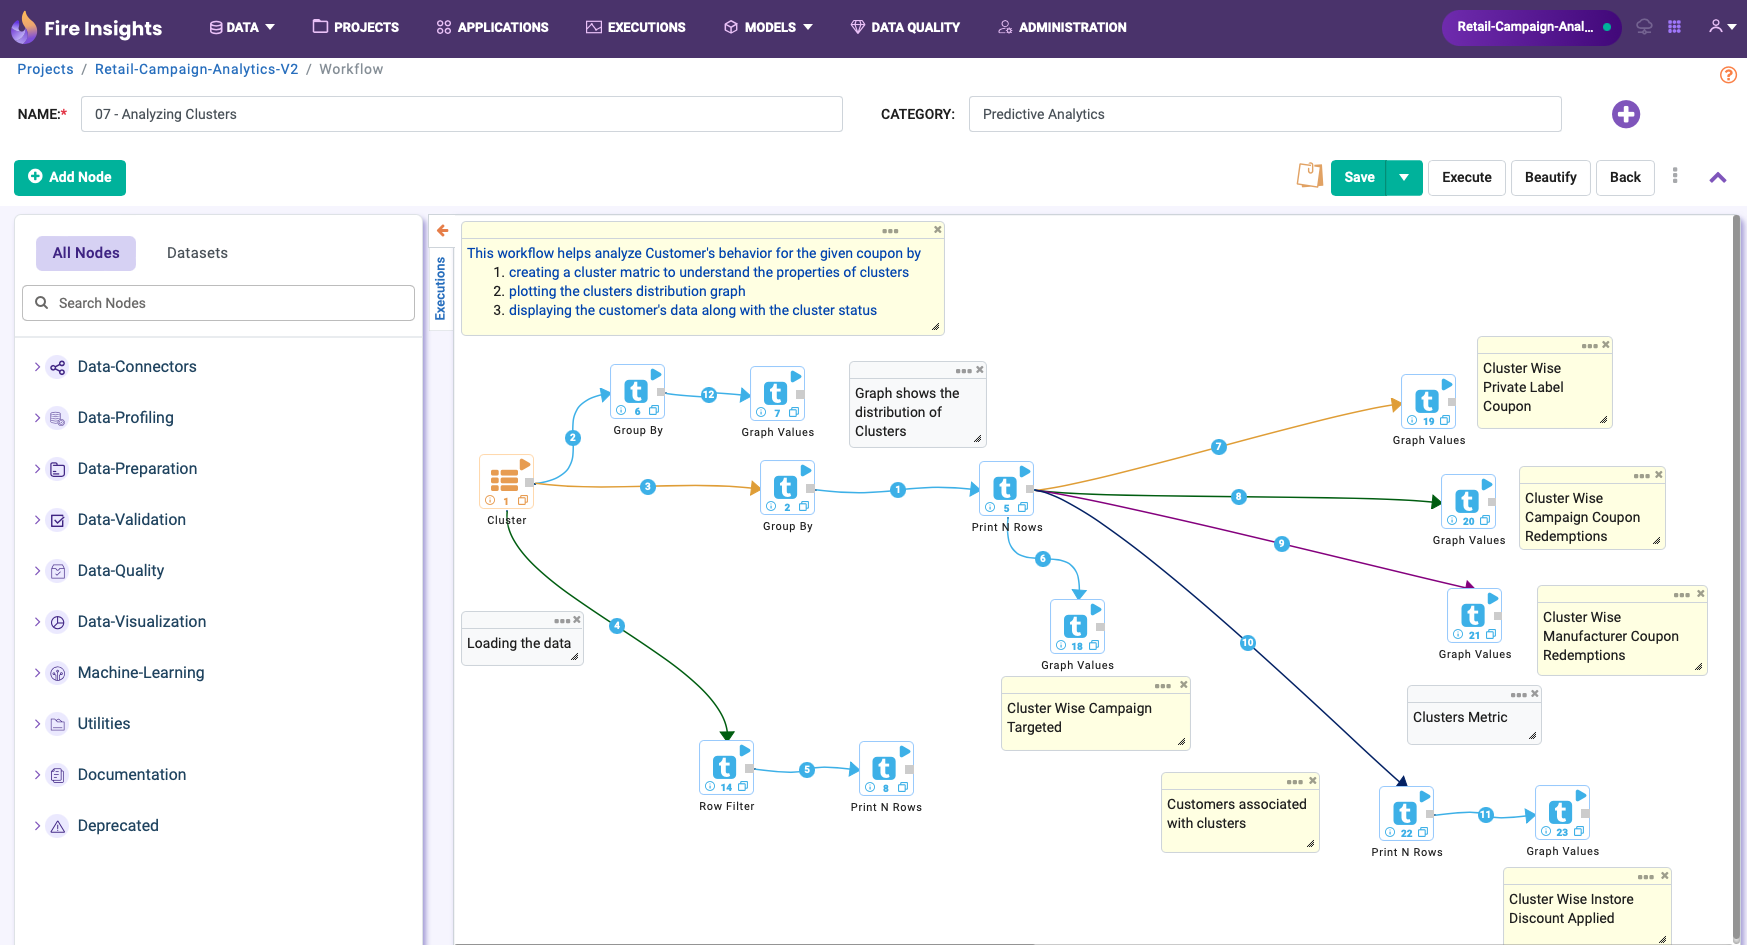 Fire Insights
DATA
PROJECTS
APPLICATIONS
EXECUTIONS
MODELS
DATA QUALITY
ADMINISTRATION
Retail-Campaign-Anal...
Projects / Retail-Campaign-Analytics-V2 / Workflow
NAME:*
07 - Analyzing Clusters
CATEGORY:
Predictive Analytics
Add Node
Save
Execute
Beautify
Back
All Nodes
Datasets
Search Nodes
Data-Connectors
Data-Profiling
Data-Preparation
Data-Validation
Data-Quality
Data-Visualization
Machine-Learning
Utilities
Documentation
Deprecated
Executions
This workflow helps analyze Customer's behavior for the given coupon by
1. creating a cluster matric to understand the properties of clusters
2. plotting the clusters distribution graph
3. displaying the customer's data along with the cluster status
t
6
Group By
12
t
7
Graph Values
Graph shows the
distribution of
Clusters
2
1
Cluster
3
t
2
Group By
1
t
5
Print N Rows
7
t
19
Graph Values
Cluster Wise
Private Label
Coupon
8
t
20
Graph Values
Cluster Wise
Campaign Coupon
Redemptions
9
t
21
Graph Values
Cluster Wise
Manufacturer Coupon
Redemptions
6
t
18
Graph Values
Cluster Wise Campaign
Targeted
10
Clusters Metric
Loading the data
4
t
14
Row Filter
5
t
8
Print N Rows
Customers associated
with clusters
t
22
Print N Rows
11
t
23
Graph Values
Cluster Wise Instore
Discount Applied